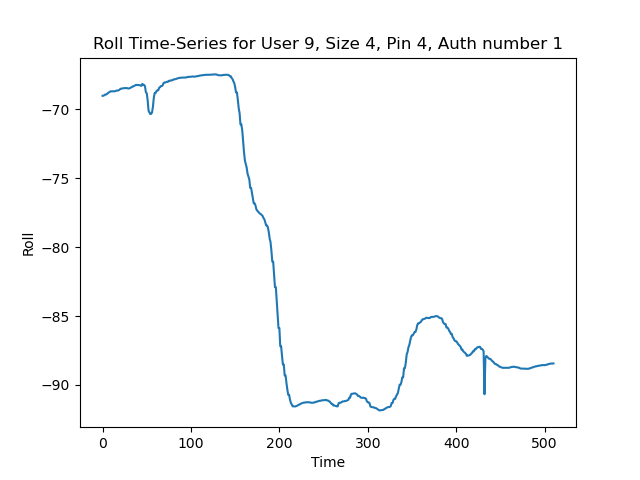 Roll Time-Series for User 9, Size 4, Pin 4, Auth number 1
−70
−75
−80
−85
−90
Roll
0 100 200 300 400 500
Time